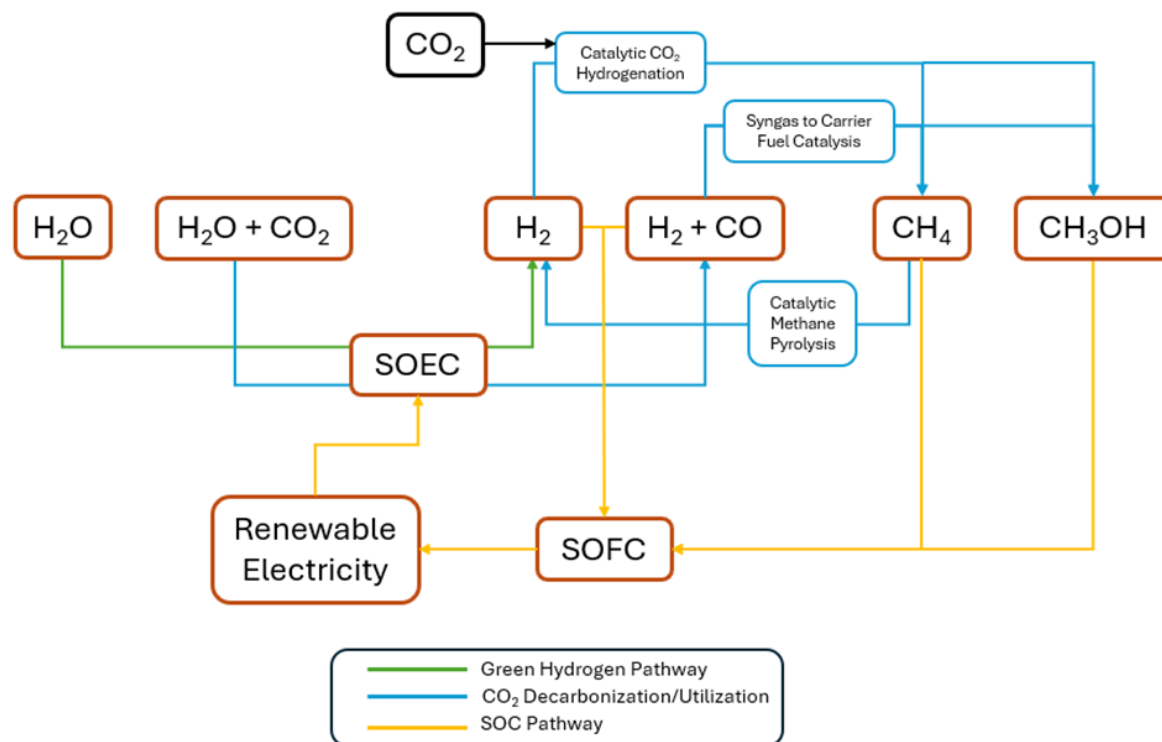 CO₂
Catalytic CO₂
Hydrogenation
Syngas to Carrier
Fuel Catalysis
H₂O
H₂O + CO₂
H₂
H₂ + CO
CH₄
CH₃OH
Catalytic
Methane
Pyrolysis
SOEC
Renewable
Electricity
SOFC
Green Hydrogen Pathway
CO₂ Decarbonization/Utilization
SOC Pathway